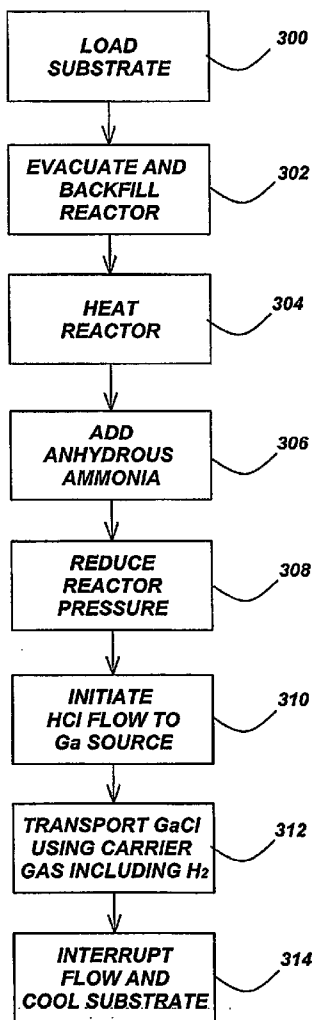 LOAD
SUBSTRATE
300
EVACUATE AND
BACKFILL
REACTOR
302
HEAT
REACTOR
304
ADD
ANHYDROUS
AMMONIA
306
REDUCE
REACTOR
PRESSURE
308
INITIATE
HCl FLOW TO
Ga SOURCE
310
TRANSPORT GaCl
USING CARRIER
GAS INCLUDING H₂
312
INTERRUPT
FLOW AND
COOL SUBSTRATE
314